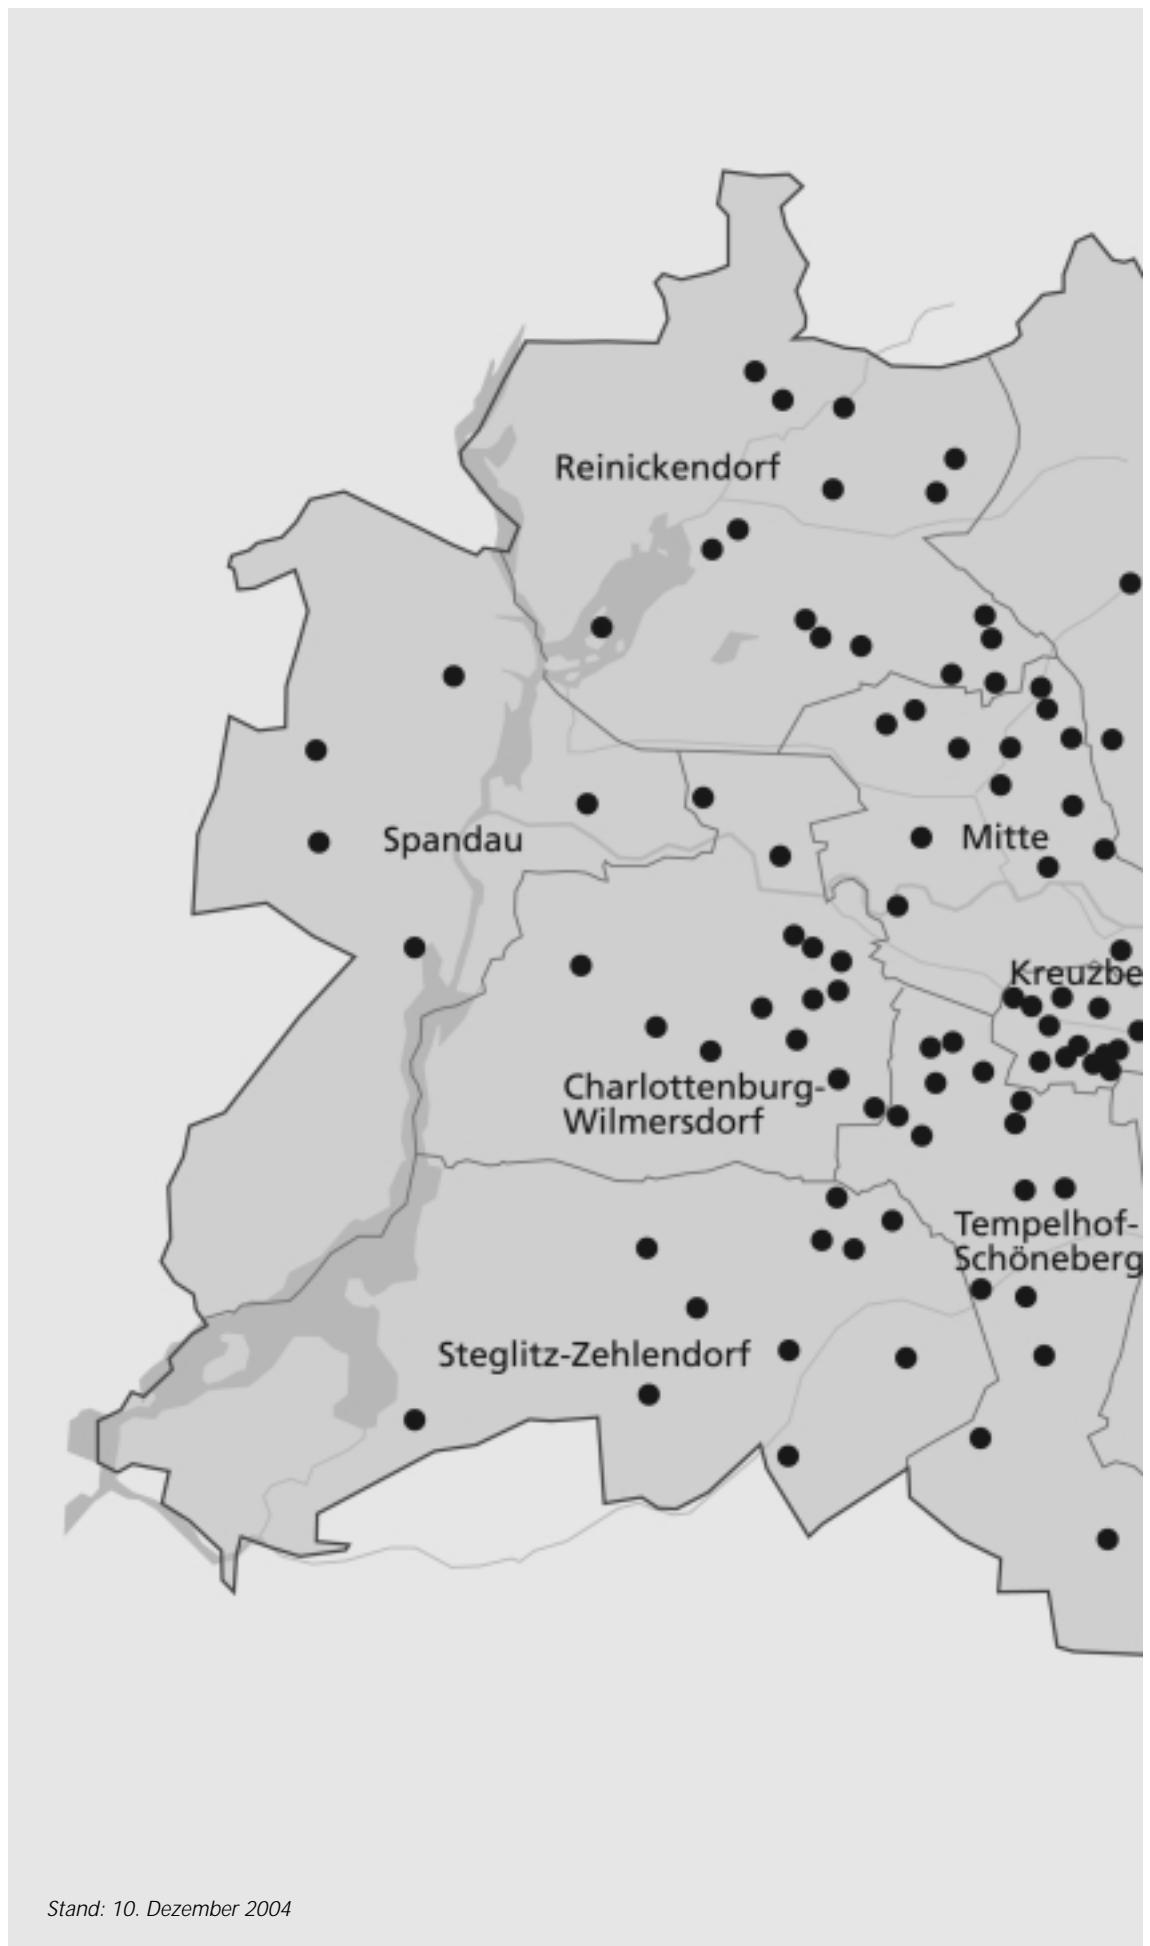 Reinickendorf
Spandau
Mitte
Kreuzbe
Charlottenburg-
Wilmersdorf
Tempelhof-
Schöneberg
Steglitz-Zehlendorf
Stand: 10. Dezember 2004